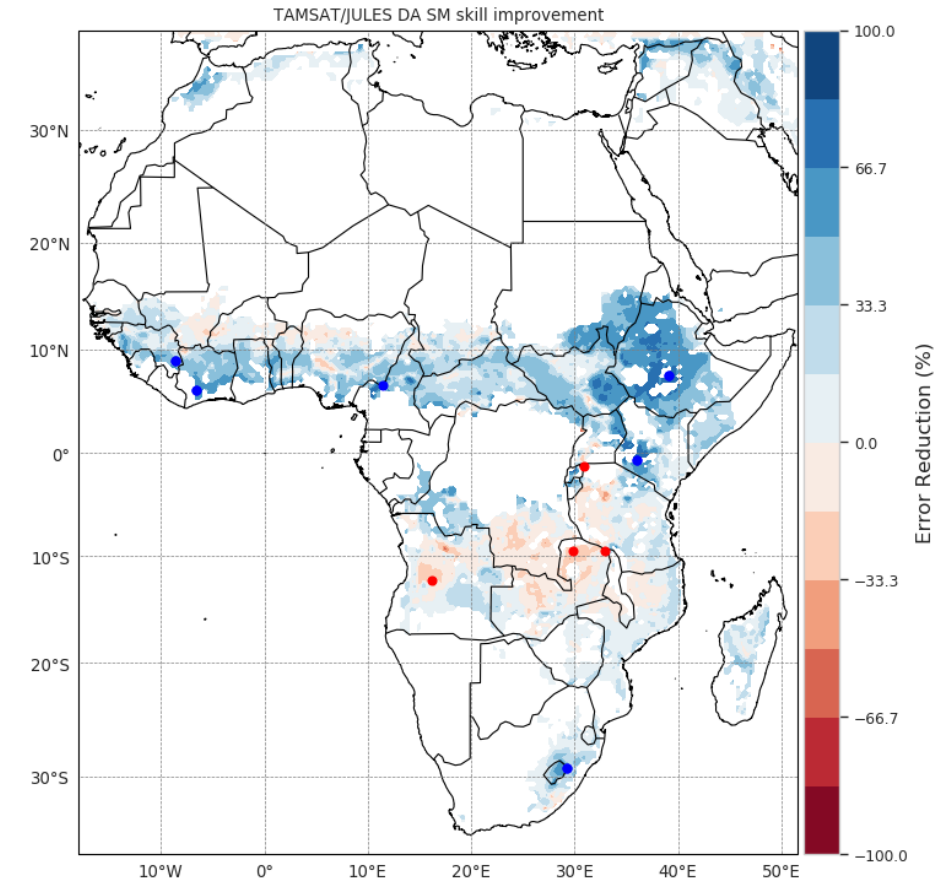 TAMSAT/JULES DA SM skill improvement
30°N
20°N
10°N
0°
10°S
20°S
30°S
10°W
0°
10°E
20°E
30°E
40°E
50°E
100.0
66.7
33.3
0.0
−33.3
−66.7
−100.0
Error Reduction (%)